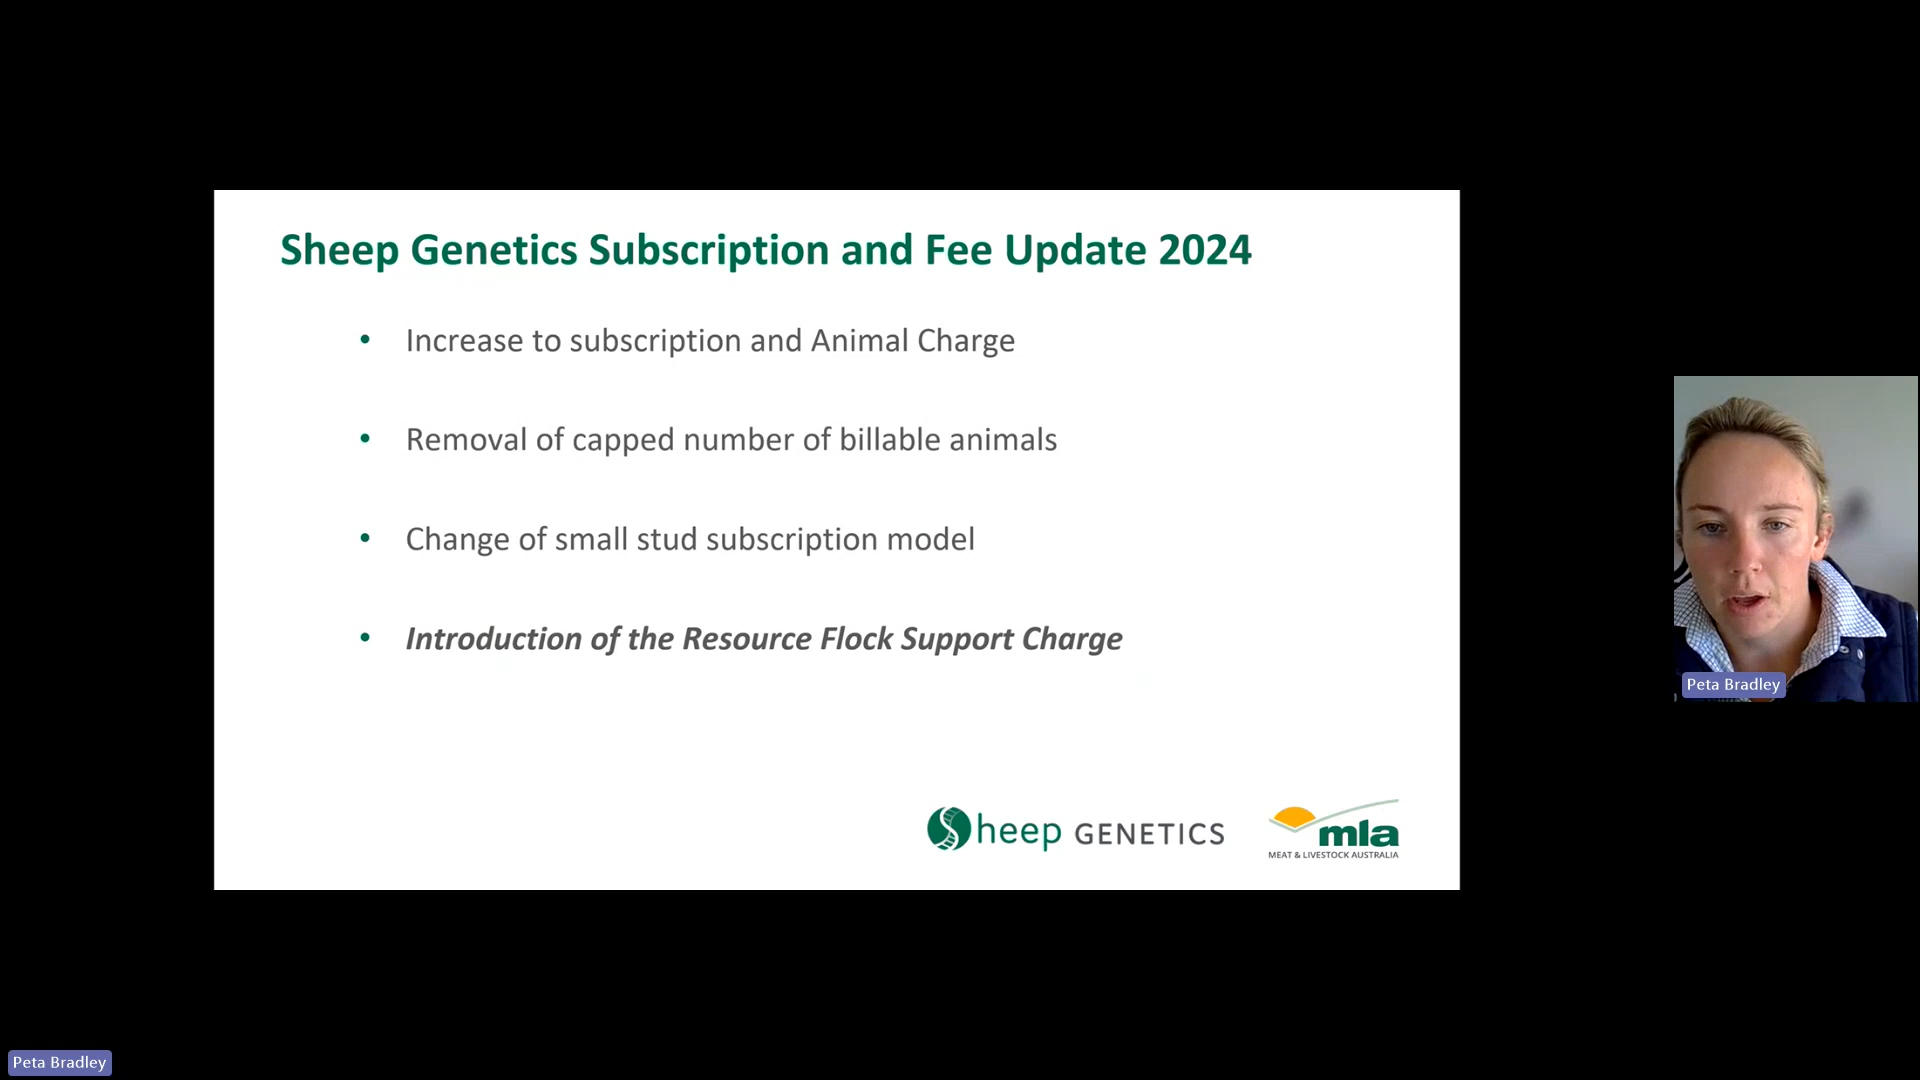 Sheep Genetics Subscription and Fee Update 2024
• Increase to subscription and Animal Charge
• Removal of capped number of billable animals
• Change of small stud subscription model
• Introduction of the Resource Flock Support Charge
Sheep GENETICS
mla
MEAT & LIVESTOCK AUSTRALIA
Peta Bradley
Peta Bradley